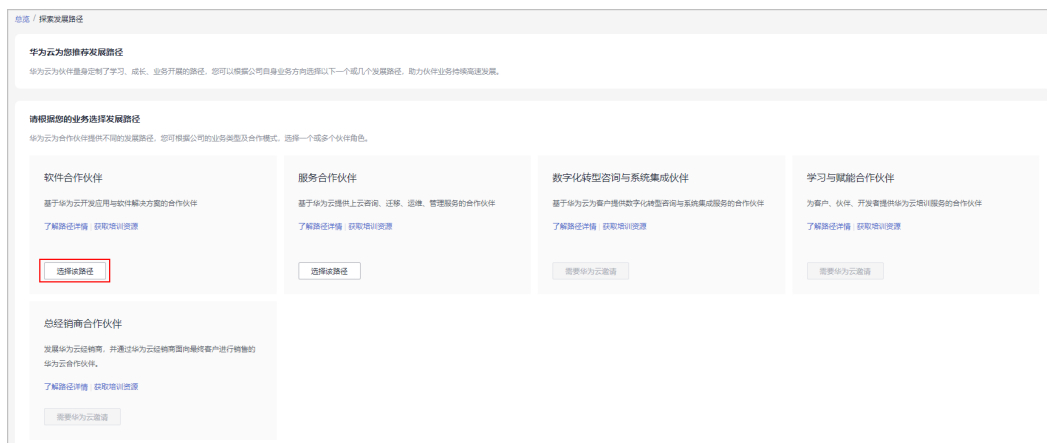 总览 / 探索发展路径
华为云为您推荐发展路径
华为云为伙伴量身定制了学习、成长、业务开展的路径，您可以根据公司自身业务方向选择以下一个或几个发展路径，助力伙伴业务持续高速发展。
请根据您的业务选择发展路径
华为云为合作伙伴提供不同的发展路径，您可根据公司的业务类型及合作模式，选择一个或多个伙伴角色。
软件合作伙伴
基于华为云开发应用与软件解决方案的合作伙伴
了解路径详情 | 获取培训资源
选择该路径
服务合作伙伴
基于华为云提供上云咨询、迁移、运维、管理服务的合作伙伴
了解路径详情 | 获取培训资源
选择该路径
数字化转型咨询与系统集成伙伴
基于华为云为客户提供数字化转型咨询与系统集成服务的合作伙伴
了解路径详情 | 获取培训资源
需要华为云邀请
学习与赋能合作伙伴
为客户、伙伴、开发者提供华为云培训服务的合作伙伴
了解路径详情 | 获取培训资源
需要华为云邀请
总经销商合作伙伴
发展华为云经销商，并通过华为云经销商面向最终客户进行销售的
华为云合作伙伴。
了解路径详情 | 获取培训资源
需要华为云邀请